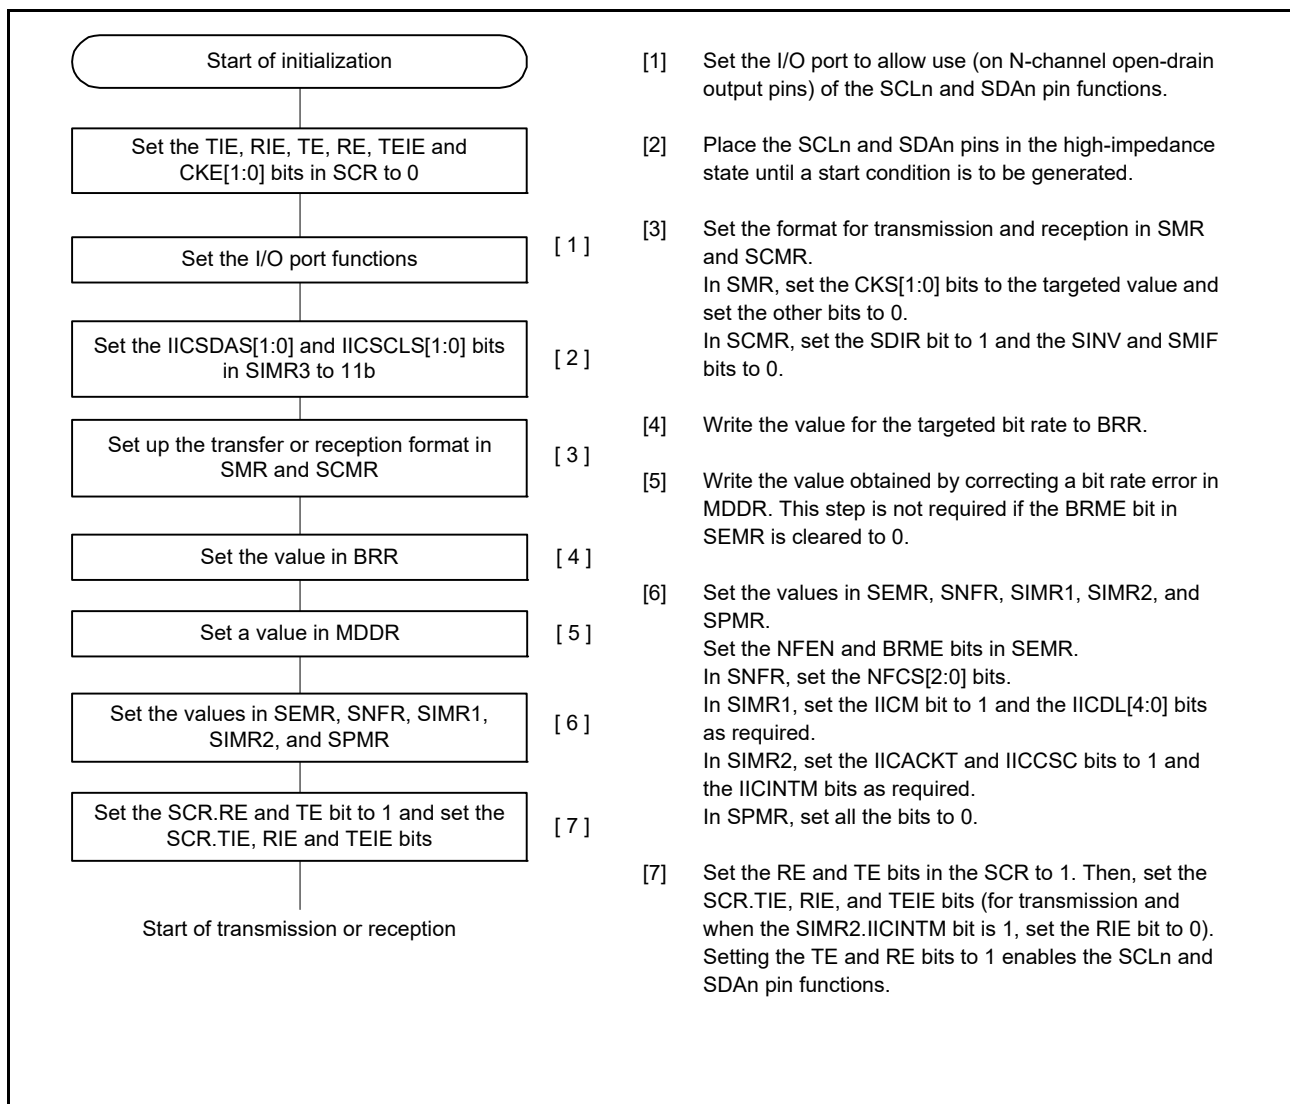 Start of initialization
Set the TIE, RIE, TE, RE, TEIE and
CKE[1:0] bits in SCR to 0
Set the I/O port functions
[ 1 ]
Set the IICSDAS[1:0] and IICSCLS[1:0] bits
in SIMR3 to 11b
[ 2 ]
Set up the transfer or reception format in
SMR and SCMR
[ 3 ]
Set the value in BRR
[ 4 ]
Set a value in MDDR
[ 5 ]
Set the values in SEMR, SNFR, SIMR1,
SIMR2, and SPMR
[ 6 ]
Set the SCR.RE and TE bit to 1 and set the
SCR.TIE, RIE and TEIE bits
[ 7 ]
Start of transmission or reception
[1] Set the I/O port to allow use (on N-channel open-drain
output pins) of the SCLn and SDAn pin functions.
[2] Place the SCLn and SDAn pins in the high-impedance
state until a start condition is to be generated.
[3] Set the format for transmission and reception in SMR
and SCMR.
In SMR, set the CKS[1:0] bits to the targeted value and
set the other bits to 0.
In SCMR, set the SDIR bit to 1 and the SINV and SMIF
bits to 0.
[4] Write the value for the targeted bit rate to BRR.
[5] Write the value obtained by correcting a bit rate error in
MDDR. This step is not required if the BRME bit in
SEMR is cleared to 0.
[6] Set the values in SEMR, SNFR, SIMR1, SIMR2, and
SPMR.
Set the NFEN and BRME bits in SEMR.
In SNFR, set the NFCS[2:0] bits.
In SIMR1, set the IICM bit to 1 and the IICDL[4:0] bits
as required.
In SIMR2, set the IICACKT and IICCSC bits to 1 and
the IICINTM bits as required.
In SPMR, set all the bits to 0.
[7] Set the RE and TE bits in the SCR to 1. Then, set the
SCR.TIE, RIE, and TEIE bits (for transmission and
when the SIMR2.IICINTM bit is 1, set the RIE bit to 0).
Setting the TE and RE bits to 1 enables the SCLn and
SDAn pin functions.